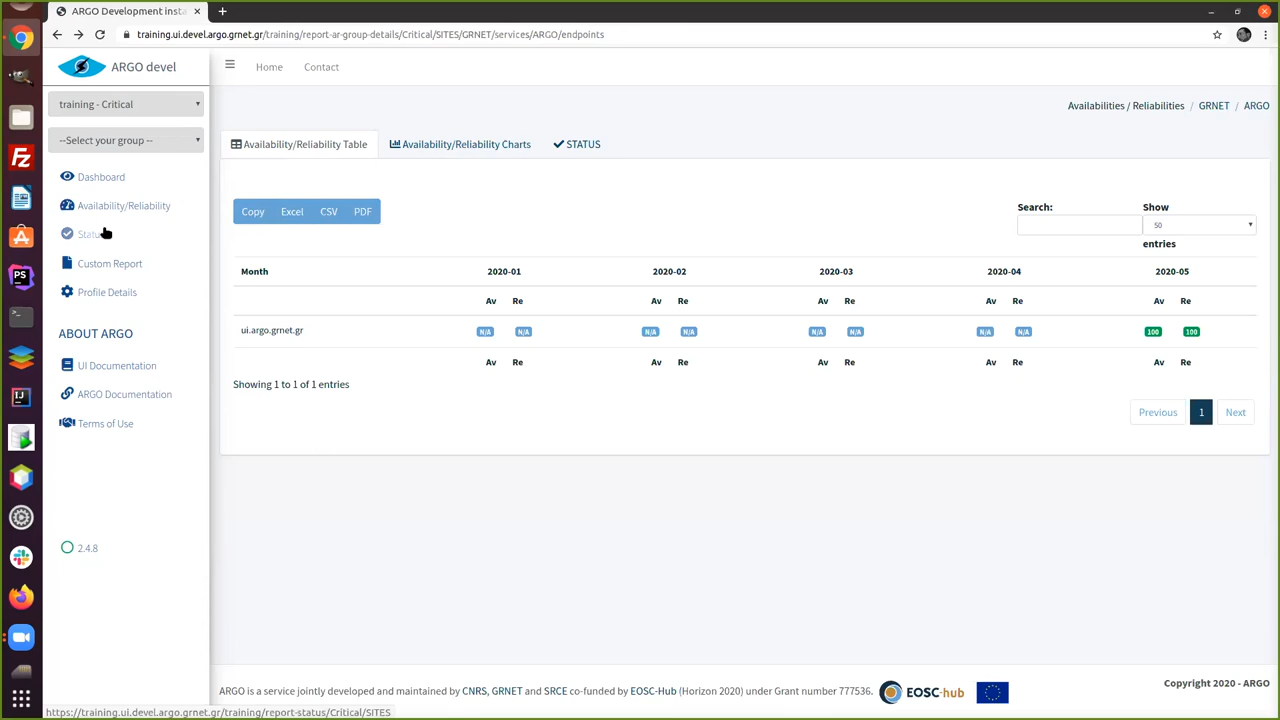 ARGO Development insta
training.ui.devel.argo.grnet.gr/training/report-ar-group-details/Critical/SITES/GRNET/services/ARGO/endpoints
ARGO devel
Home
Contact
training - Critical
--Select your group --
Availabilities / Reliabilities / GRNET / ARGO
Availability/Reliability Table
Availability/Reliability Charts
STATUS
Dashboard
Availability/Reliability
Custom Report
Profile Details
ABOUT ARGO
UI Documentation
ARGO Documentation
Terms of Use
2.4.8
Copy Excel CSV PDF
Search:
Show
50
entries
Month 2020-01 2020-02 2020-03 2020-04 2020-05
Av Re Av Re Av Re Av Re Av Re
ui.argo.grnet.gr N/A N/A N/A N/A N/A N/A N/A N/A 100 100
Av Re Av Re Av Re Av Re Av Re
Showing 1 to 1 of 1 entries
Previous 1 Next
ARGO is a service jointly developed and maintained by CNRS, GRNET and SRCE co-funded by EOSC-Hub (Horizon 2020) under Grant number 777536.
EOSC-hub
Copyright 2020 - ARGO
https://training.ui.devel.argo.grnet.gr/training/report-status/Critical/SITES